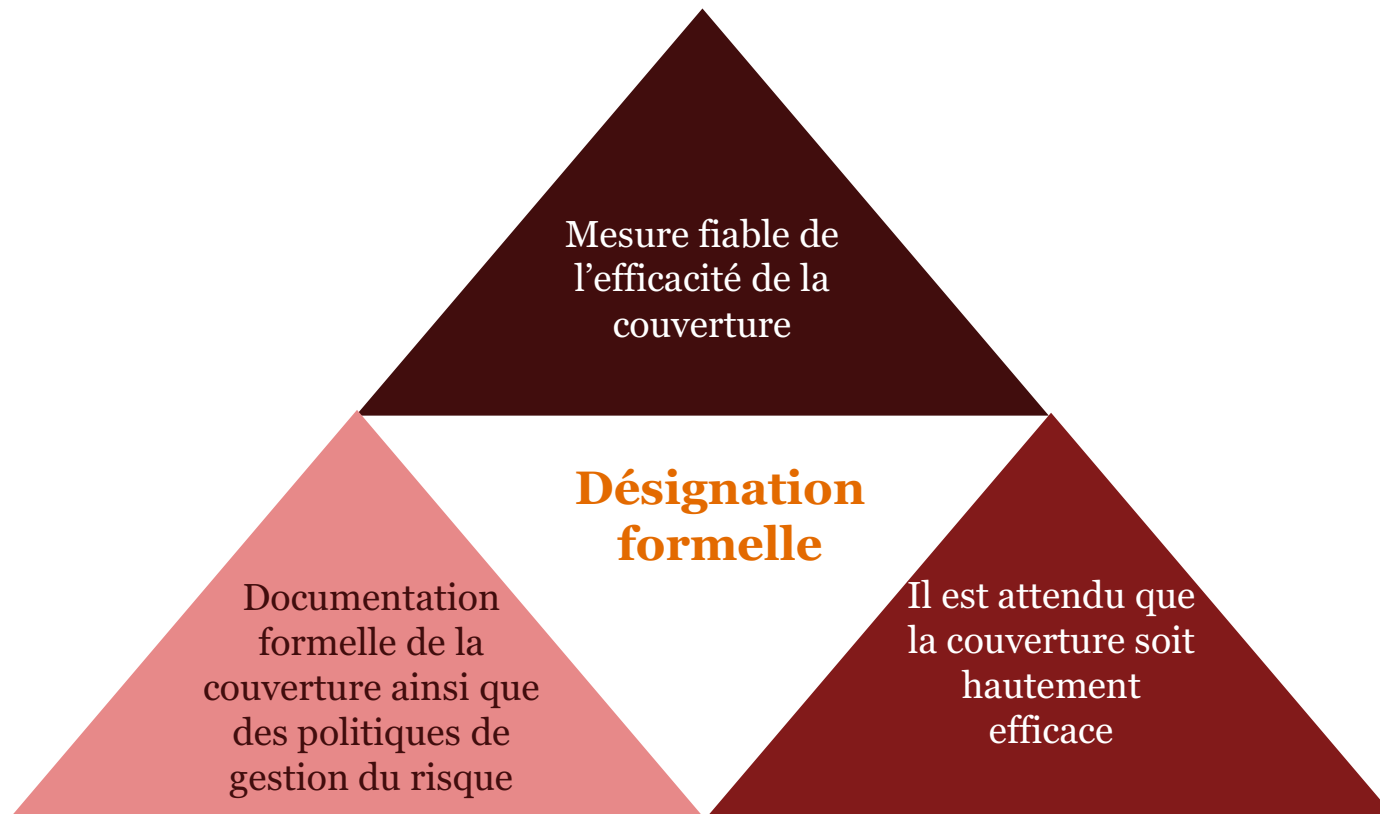 Mesure fiable de
l’efficacité de la
couverture
Désignation
formelle
Documentation
formelle de la
couverture ainsi que
des politiques de
gestion du risque
Il est attendu que
la couverture soit
hautement
efficace